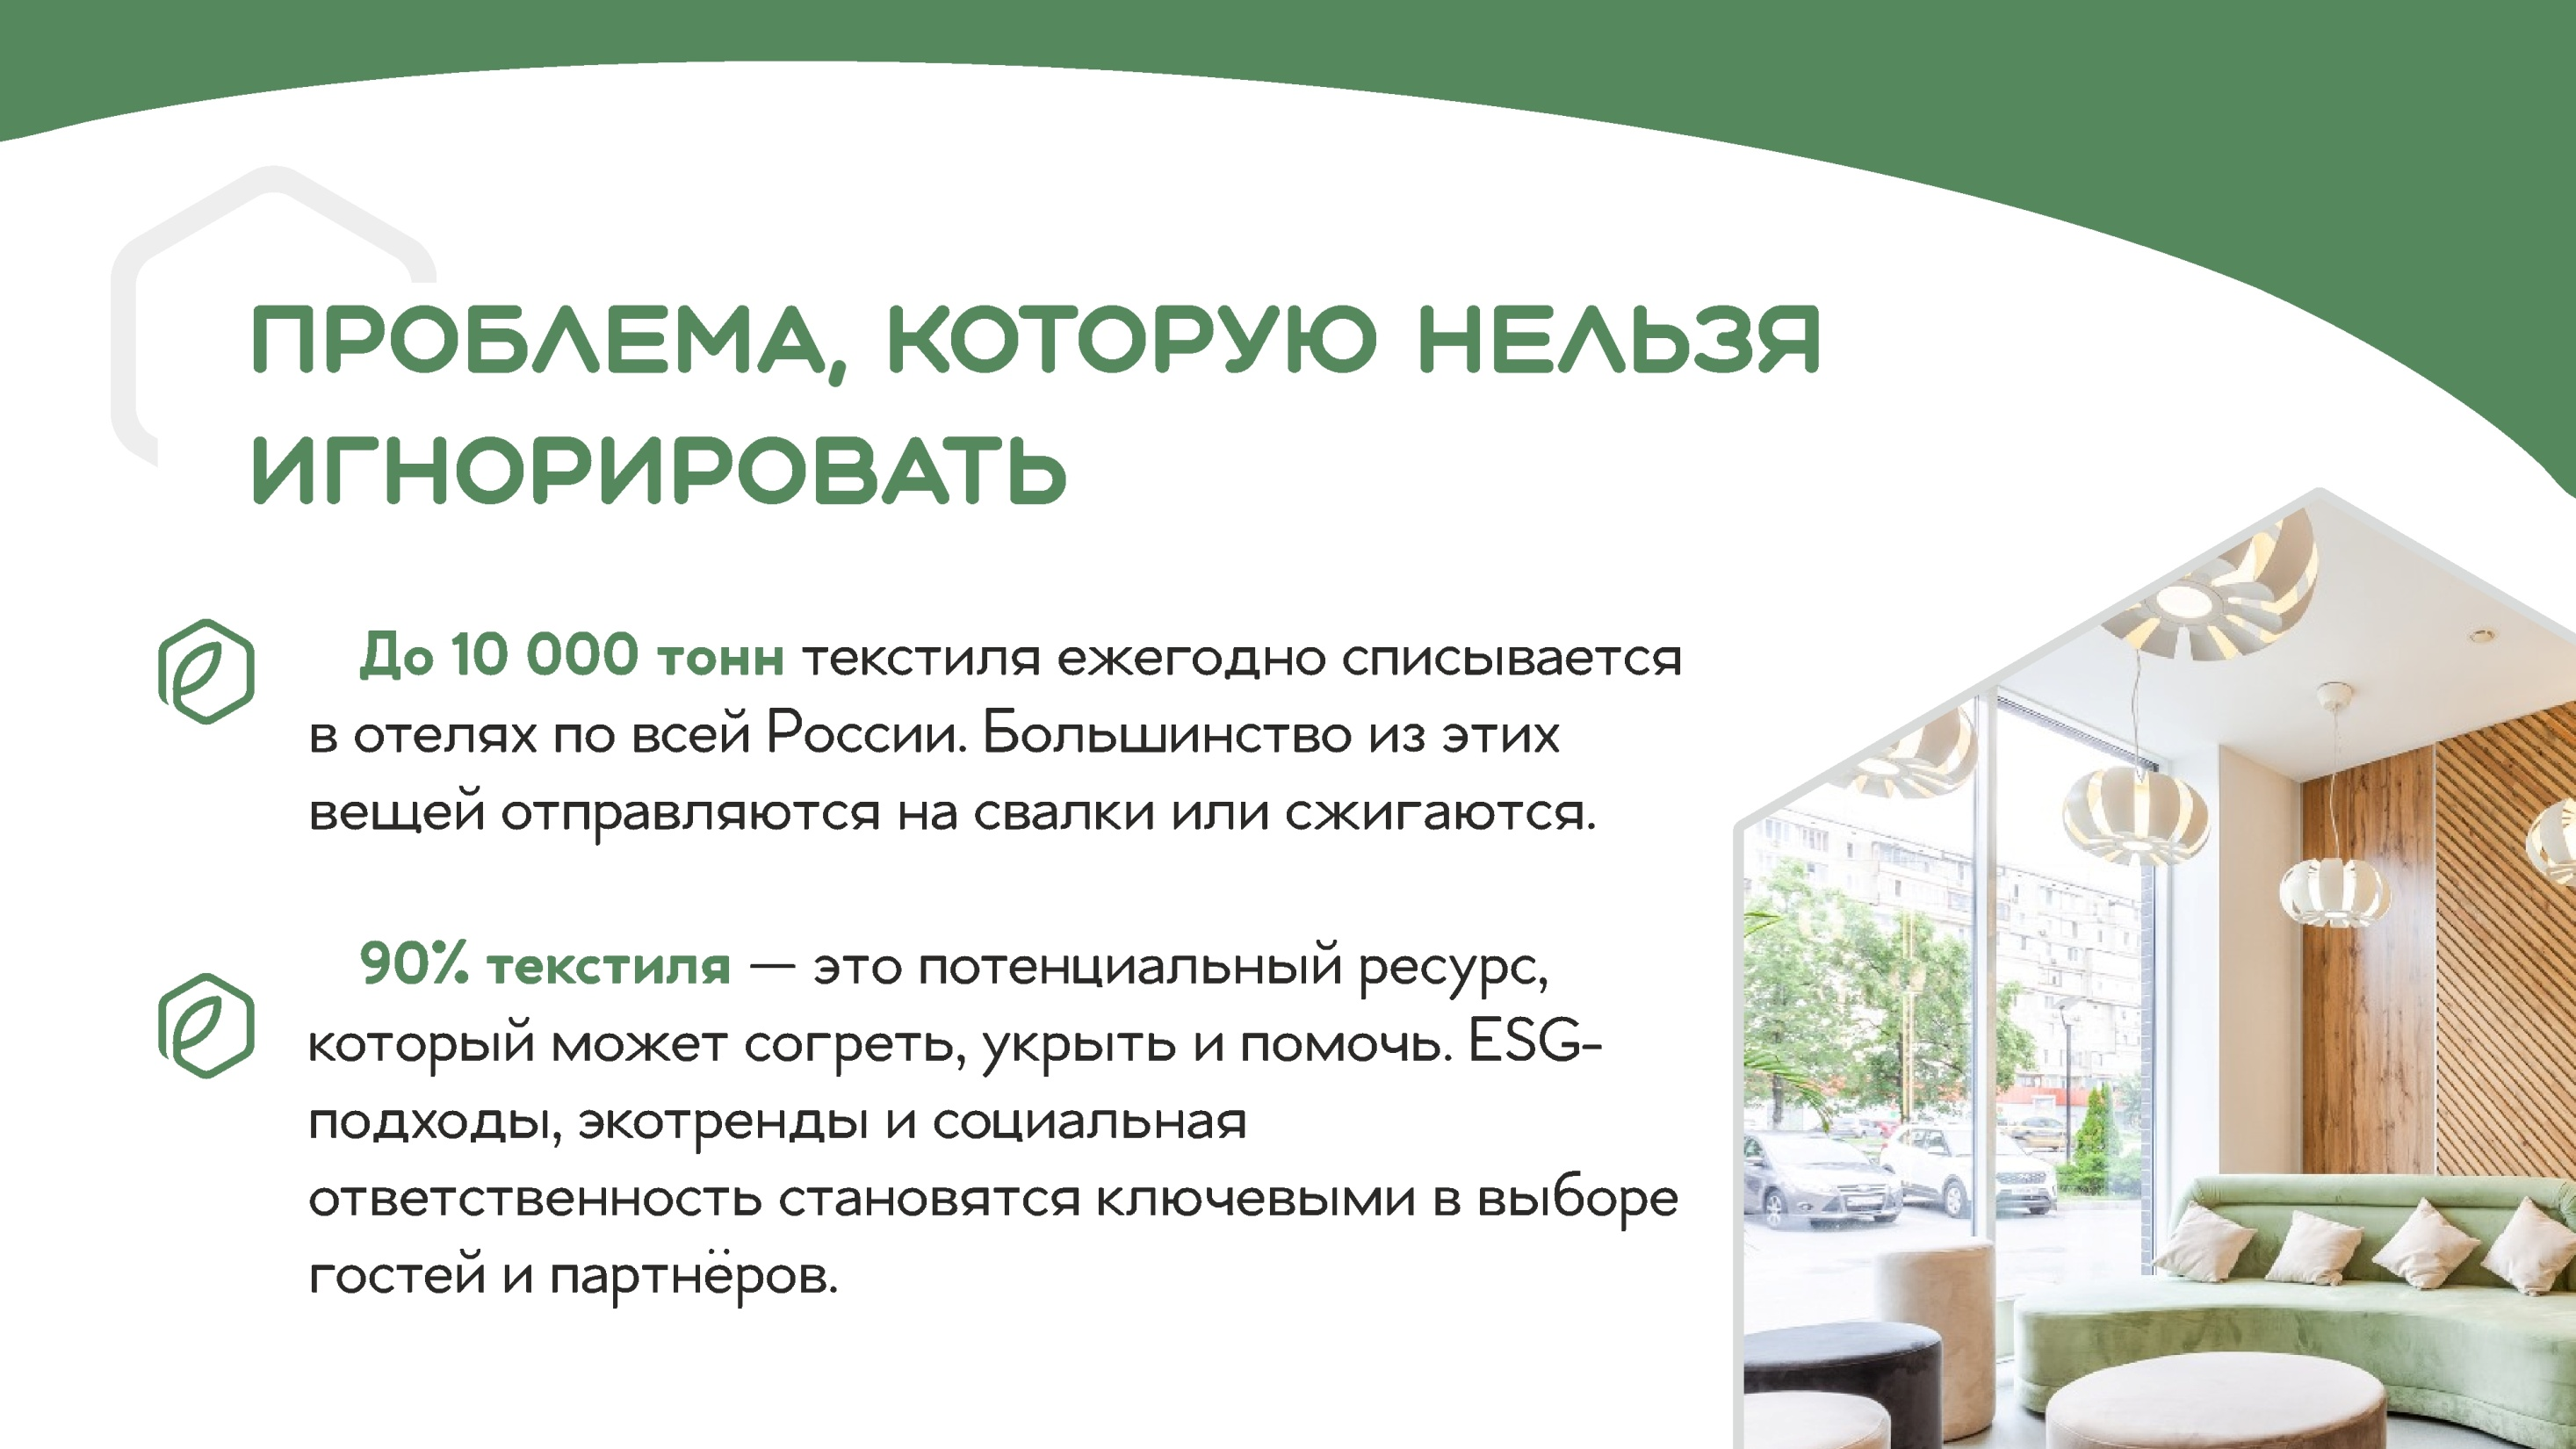 ПРОБЛЕМА, КОТОРУЮ НЕЛЬЗЯ
ИГНОРИРОВАТЬ
До 10 000 тонн текстиля ежегодно списывается
в отелях по всей России. Большинство из этих
вещей отправляются на свалки или сжигаются.
90% текстиля — это потенциальный ресурс,
который может согреть, укрыть и помочь. ESG-
подходы, экотренды и социальная
ответственность становятся ключевыми в выборе
гостей и партнёров.